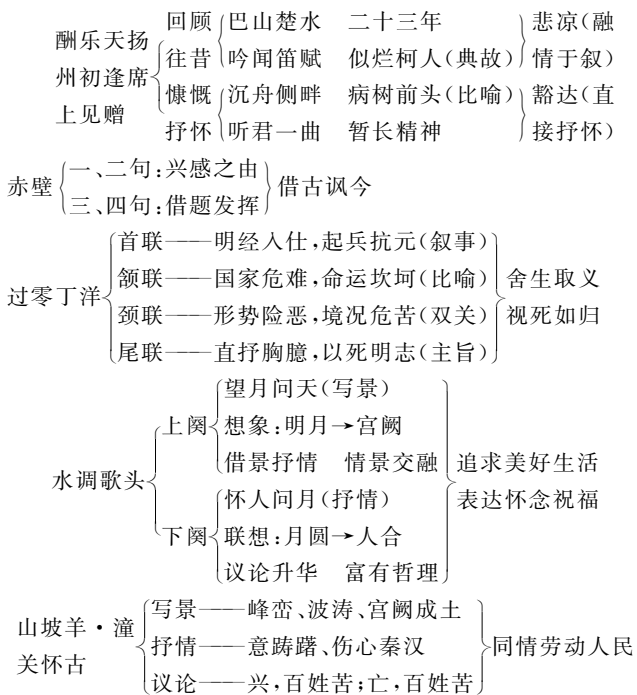 酬乐天扬州初逢席上见赠
回顾往昔
巴山楚水 二十三年
吟闻笛赋 似烂柯人(典故)
悲凉(融情于叙)
慷慨抒怀
沉舟侧畔 病树前头(比喻)
听君一曲 暂长精神
豁达(直接抒怀)
赤壁
一、二句:兴感之由
三、四句:借题发挥
借古讽今
过零丁洋
首联——明经入仕,起兵抗元(叙事)
颔联——国家危难,命运坎坷(比喻)
颈联——形势险恶,境况危苦(双关)
尾联——直抒胸臆,以死明志(主旨)
舍生取义
视死如归
水调歌头
上阕
望月问天(写景)
想象:明月→宫阙
借景抒情 情景交融
下阕
怀人问月(抒情)
联想:月圆→人合
议论升华 富有哲理
追求美好生活
表达怀念祝福
山坡羊·潼关怀古
写景——峰峦、波涛、宫阙成土
抒情——意踌躇、伤心秦汉
议论——兴,百姓苦;亡,百姓苦
同情劳动人民